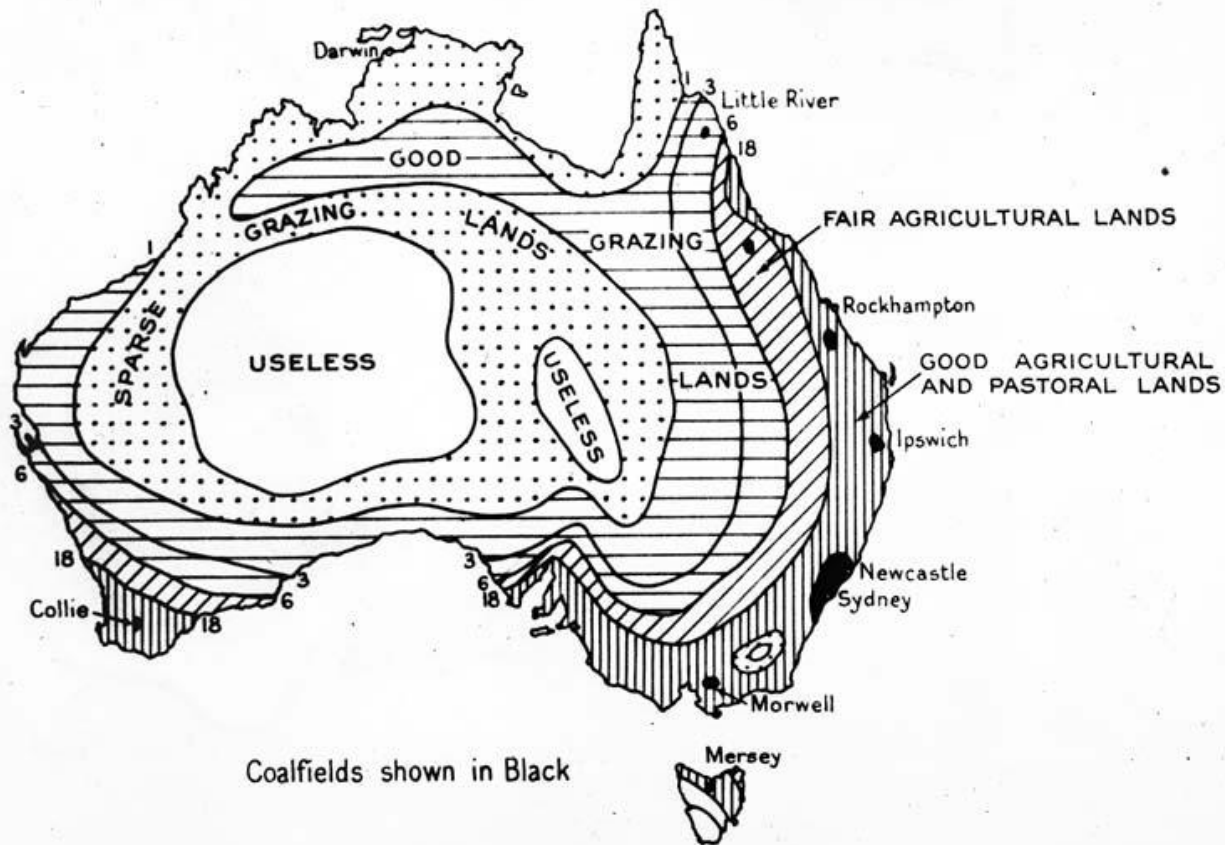 Darwin
1
3
Little River
6
18
GOOD
GRAZING
LANDS
GRAZING
FAIR AGRICULTURAL LANDS
1
SPARSE
Rockhampton
USELESS
USELESS
LANDS
GOOD AGRICULTURAL
AND PASTORAL LANDS
3
6
Ipswich
18
3
6
3
6
18
Newcastle
Sydney
Collie
18
Morwell
Mersey
Coalfields shown in Black